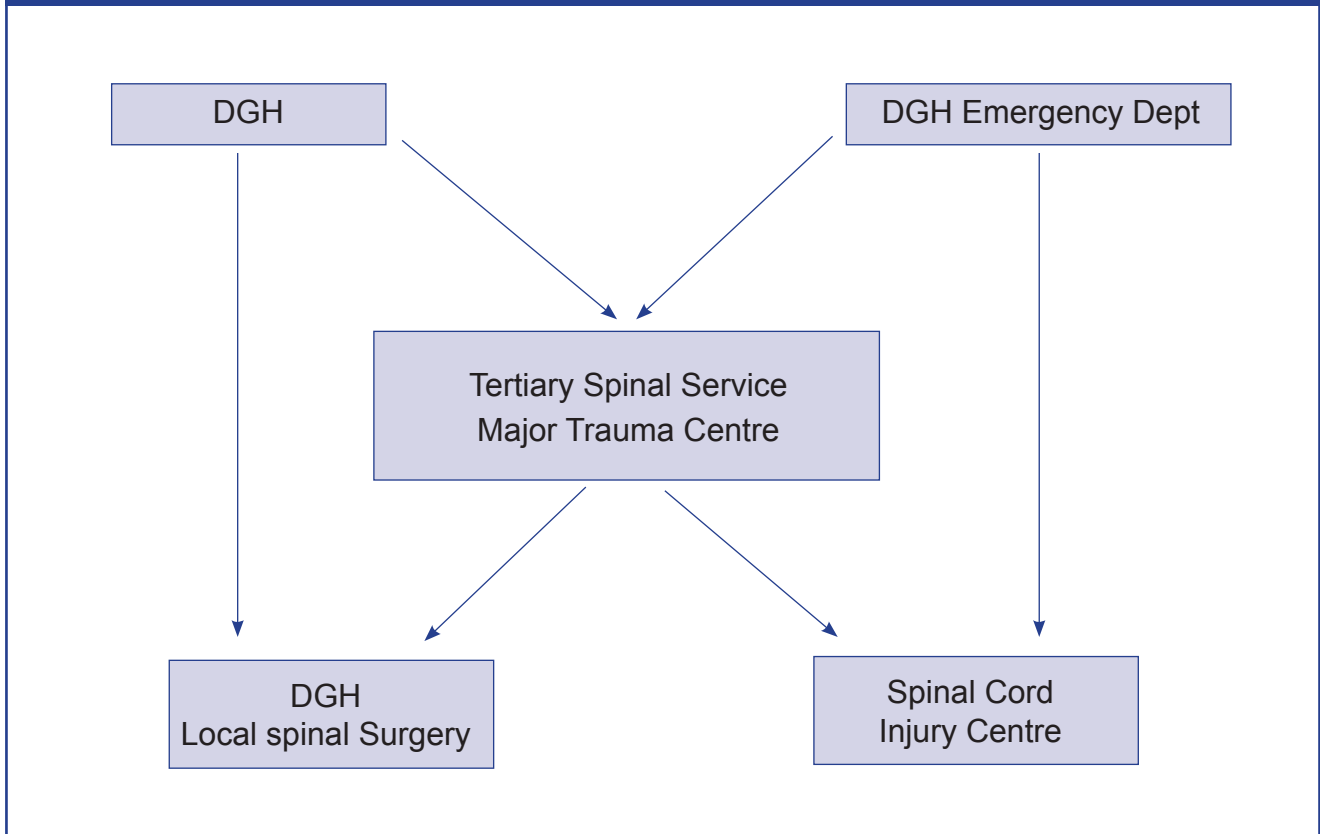 DGH
DGH Emergency Dept
Tertiary Spinal Service
Major Trauma Centre
DGH
Local spinal Surgery
Spinal Cord
Injury Centre